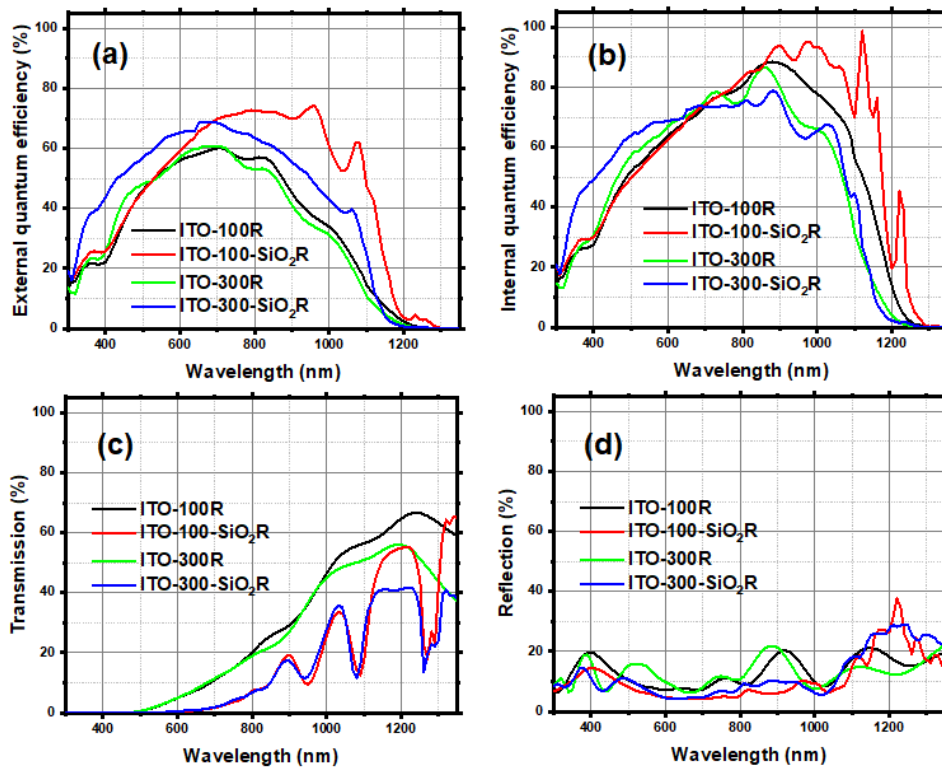 (a)
External quantum efficiency (%)
100
80
60
40
20
0
ITO-100R
ITO-100-SiO₂R
ITO-300R
ITO-300-SiO₂R
400 600 800 1000 1200
Wavelength (nm)
(b)
Internal quantum efficiency (%)
100
80
60
40
20
0
ITO-100R
ITO-100-SiO₂R
ITO-300R
ITO-300-SiO₂R
400 600 800 1000 1200
Wavelength (nm)
(c)
Transmission (%)
100
80
60
40
20
0
ITO-100R
ITO-100-SiO₂R
ITO-300R
ITO-300-SiO₂R
400 600 800 1000 1200
Wavelength (nm)
(d)
Reflection (%)
100
80
60
40
20
0
ITO-100R
ITO-100-SiO₂R
ITO-300R
ITO-300-SiO₂R
400 600 800 1000 1200
Wavelength (nm)